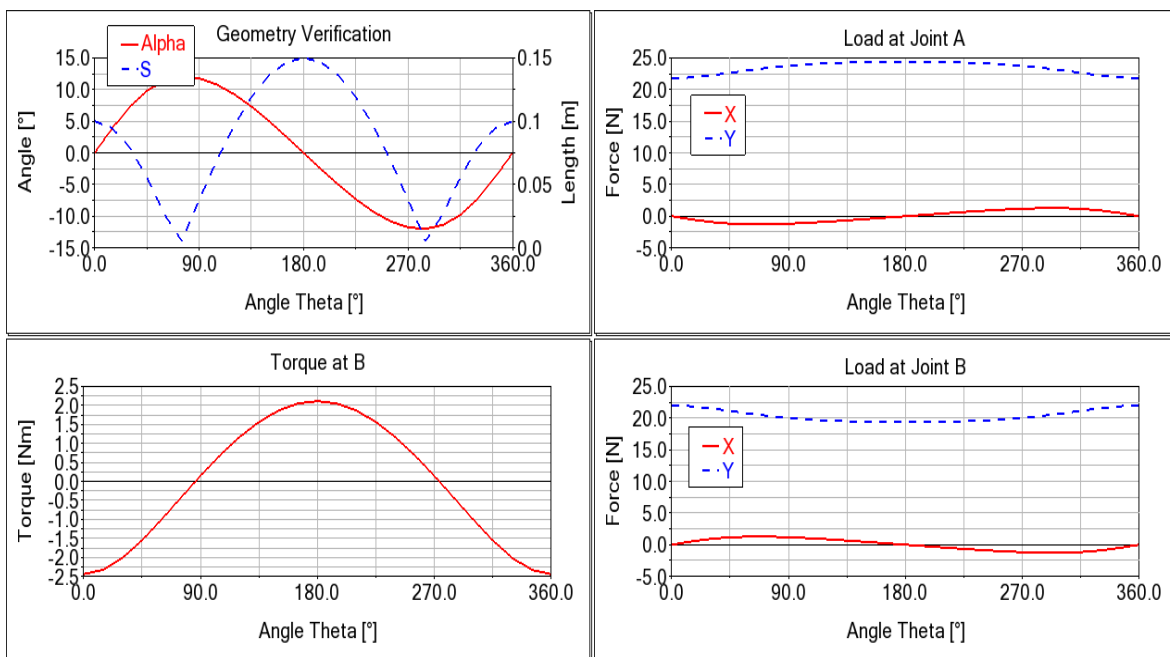 Geometry Verification
Alpha
S
15.0
10.0
5.0
0.0
-5.0
-10.0
-15.0
Angle [°]
0.15
0.1
0.05
0.0
Length [m]
0.0 90.0 180.0 270.0 360.0
Angle Theta [°]
Load at Joint A
25.0
20.0
15.0
10.0
5.0
0.0
-5.0
Force [N]
X
Y
0.0 90.0 180.0 270.0 360.0
Angle Theta [°]
Torque at B
2.5
2.0
1.5
1.0
0.5
0.0
-0.5
-1.0
-1.5
-2.0
-2.5
Torque [Nm]
0.0 90.0 180.0 270.0 360.0
Angle Theta [°]
Load at Joint B
25.0
20.0
15.0
10.0
5.0
0.0
-5.0
Force [N]
X
Y
0.0 90.0 180.0 270.0 360.0
Angle Theta [°]